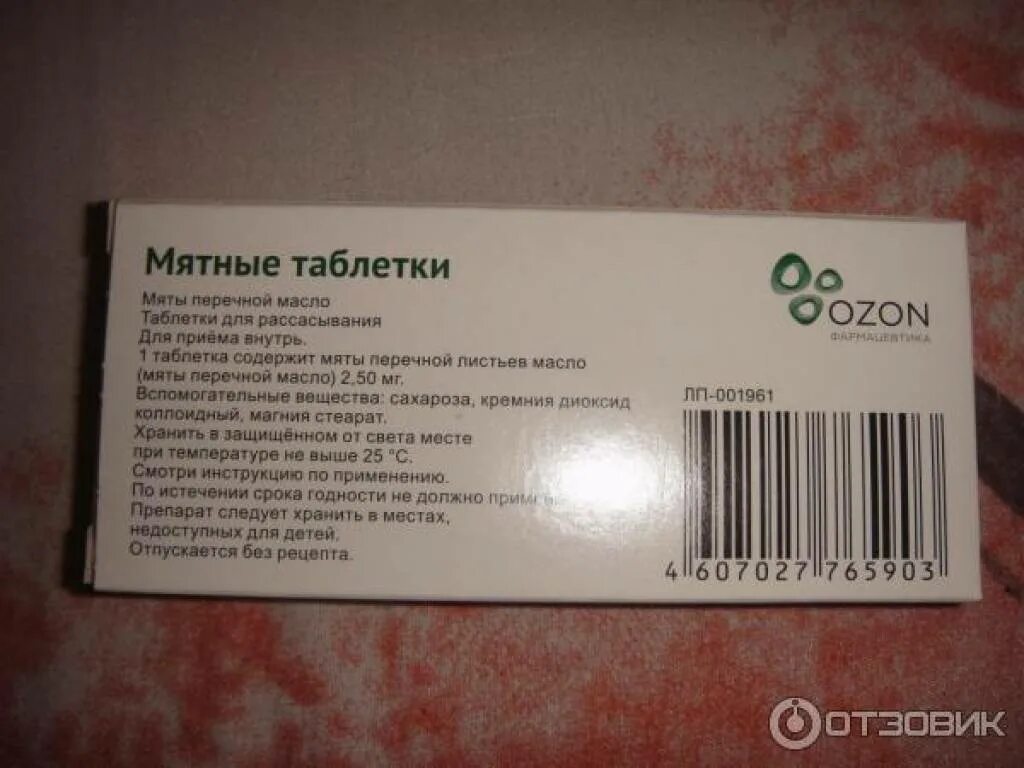 Мятные таблетки
Мяты перечной масло
Таблетки для рассасывания
Для приёма внутрь.
1 таблетка содержит мяты перечной листьев масло
(мяты перечной масло) 2,50 мг.
Вспомогательные вещества: сахароза, кремния диоксид
коллоидный, магния стеарат.
Хранить в защищённом от света месте
при температуре не выше 25 °С.
Смотри инструкцию по применению.
По истечении срока годности не должно
Препарат следует хранить в местах,
недоступных для детей.
Отпускается без рецепта.
OZON
ФАРМАЦЕВТИКА
ЛП-001961
4 607027 765903
ОТЗОВИК